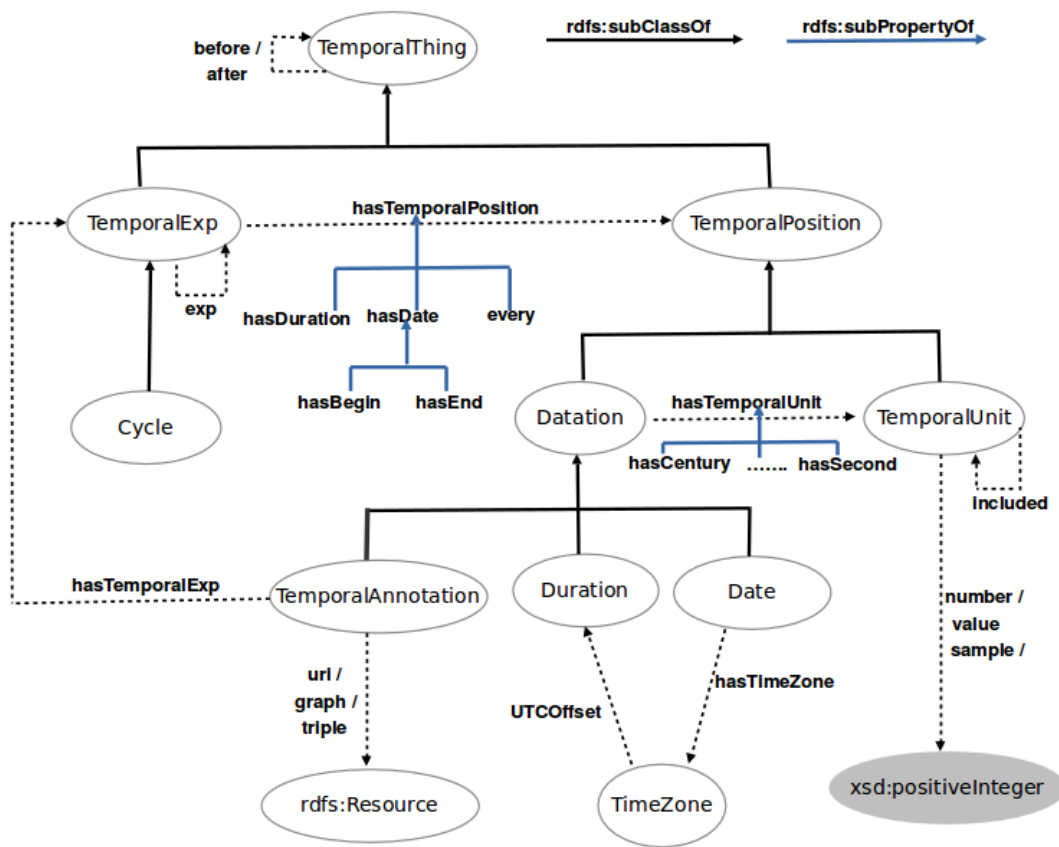 TemporalThing
rdfs:subClassOf
rdfs:subPropertyOf
before /
after
TemporalExp
hasTemporalPosition
TemporalPosition
exp
hasDuration
hasDate
every
hasBegin
hasEnd
Cycle
Datation
hasTemporalUnit
TemporalUnit
hasCentury
.......
hasSecond
included
hasTemporalExp
TemporalAnnotation
Duration
Date
number /
value
sample /
uri /
graph /
triple
UTCOffset
hasTimeZone
rdfs:Resource
TimeZone
xsd:positiveInteger